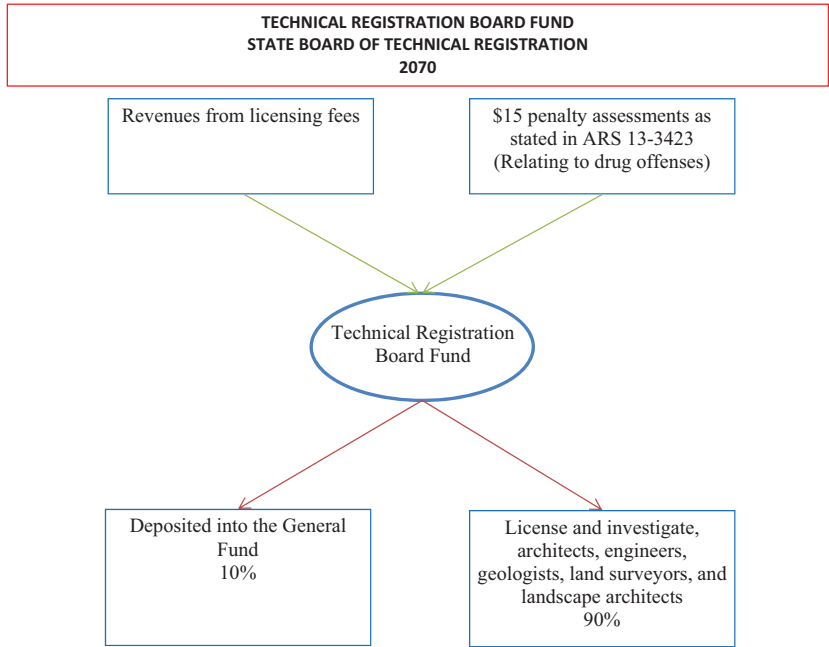 TECHNICAL REGISTRATION BOARD FUND
STATE BOARD OF TECHNICAL REGISTRATION
2070
Revenues from licensing fees
$15 penalty assessments as
stated in ARS 13-3423
(Relating to drug offenses)
Technical Registration
Board Fund
Deposited into the General
Fund
10%
License and investigate,
architects, engineers,
geologists, land surveyors, and
landscape architects
90%